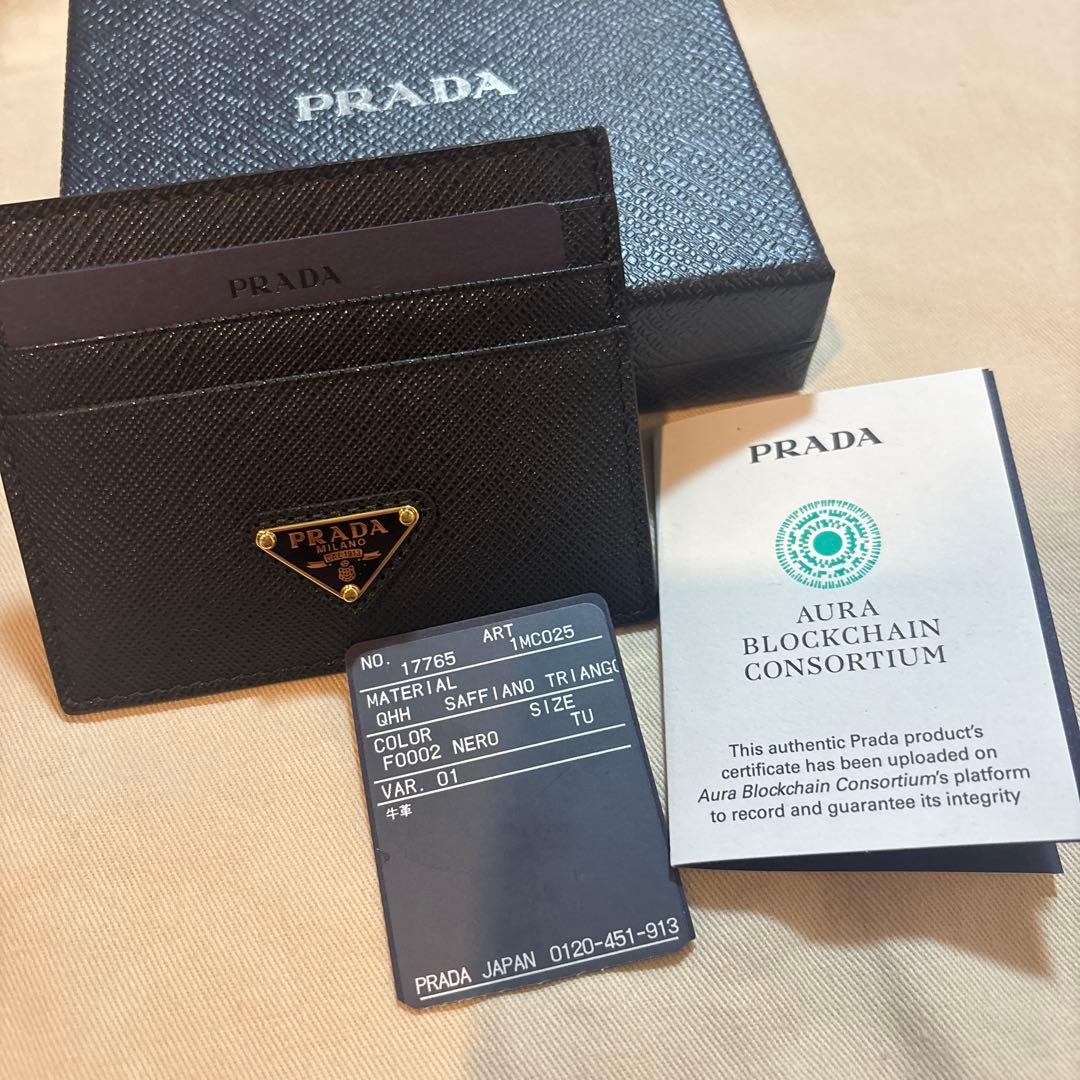 PRADA
PRADA
PRADA
MILANO
PRADA
AURA
BLOCKCHAIN
CONSORTIUM
This authentic Prada product's
certificate has been uploaded on
Aura Blockchain Consortium's platform
to record and guarantee its integrity
NO. 17765 ART 1MC025
MATERIAL
QHH SAFFIANO TRIANGO
COLOR SIZE
F0002 NERO TU
VAR. 01
牛革
PRADA JAPAN 0120-451-913